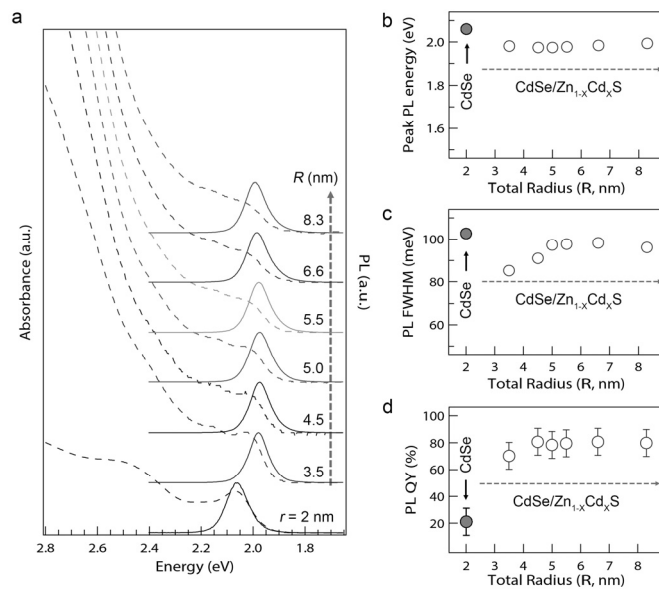 a
Absorbance (a.u.)
R (nm)
8.3
6.6
5.5
5.0
4.5
3.5
r = 2 nm
PL (a.u.)
2.8 2.6 2.4 2.2 2.0 1.8
Energy (eV)
b
Peak PL energy (eV)
2.0
1.8
1.6
CdSe
CdSe/Zn1-XCdXS
2 3 4 5 6 7 8
Total Radius (R, nm)
c
PL FWHM (meV)
100
80
60
CdSe
CdSe/Zn1-XCdXS
2 3 4 5 6 7 8
Total Radius (R, nm)
d
PL QY (%)
100
80
60
40
20
CdSe
CdSe/Zn1-XCdXS
2 3 4 5 6 7 8
Total Radius (R, nm)